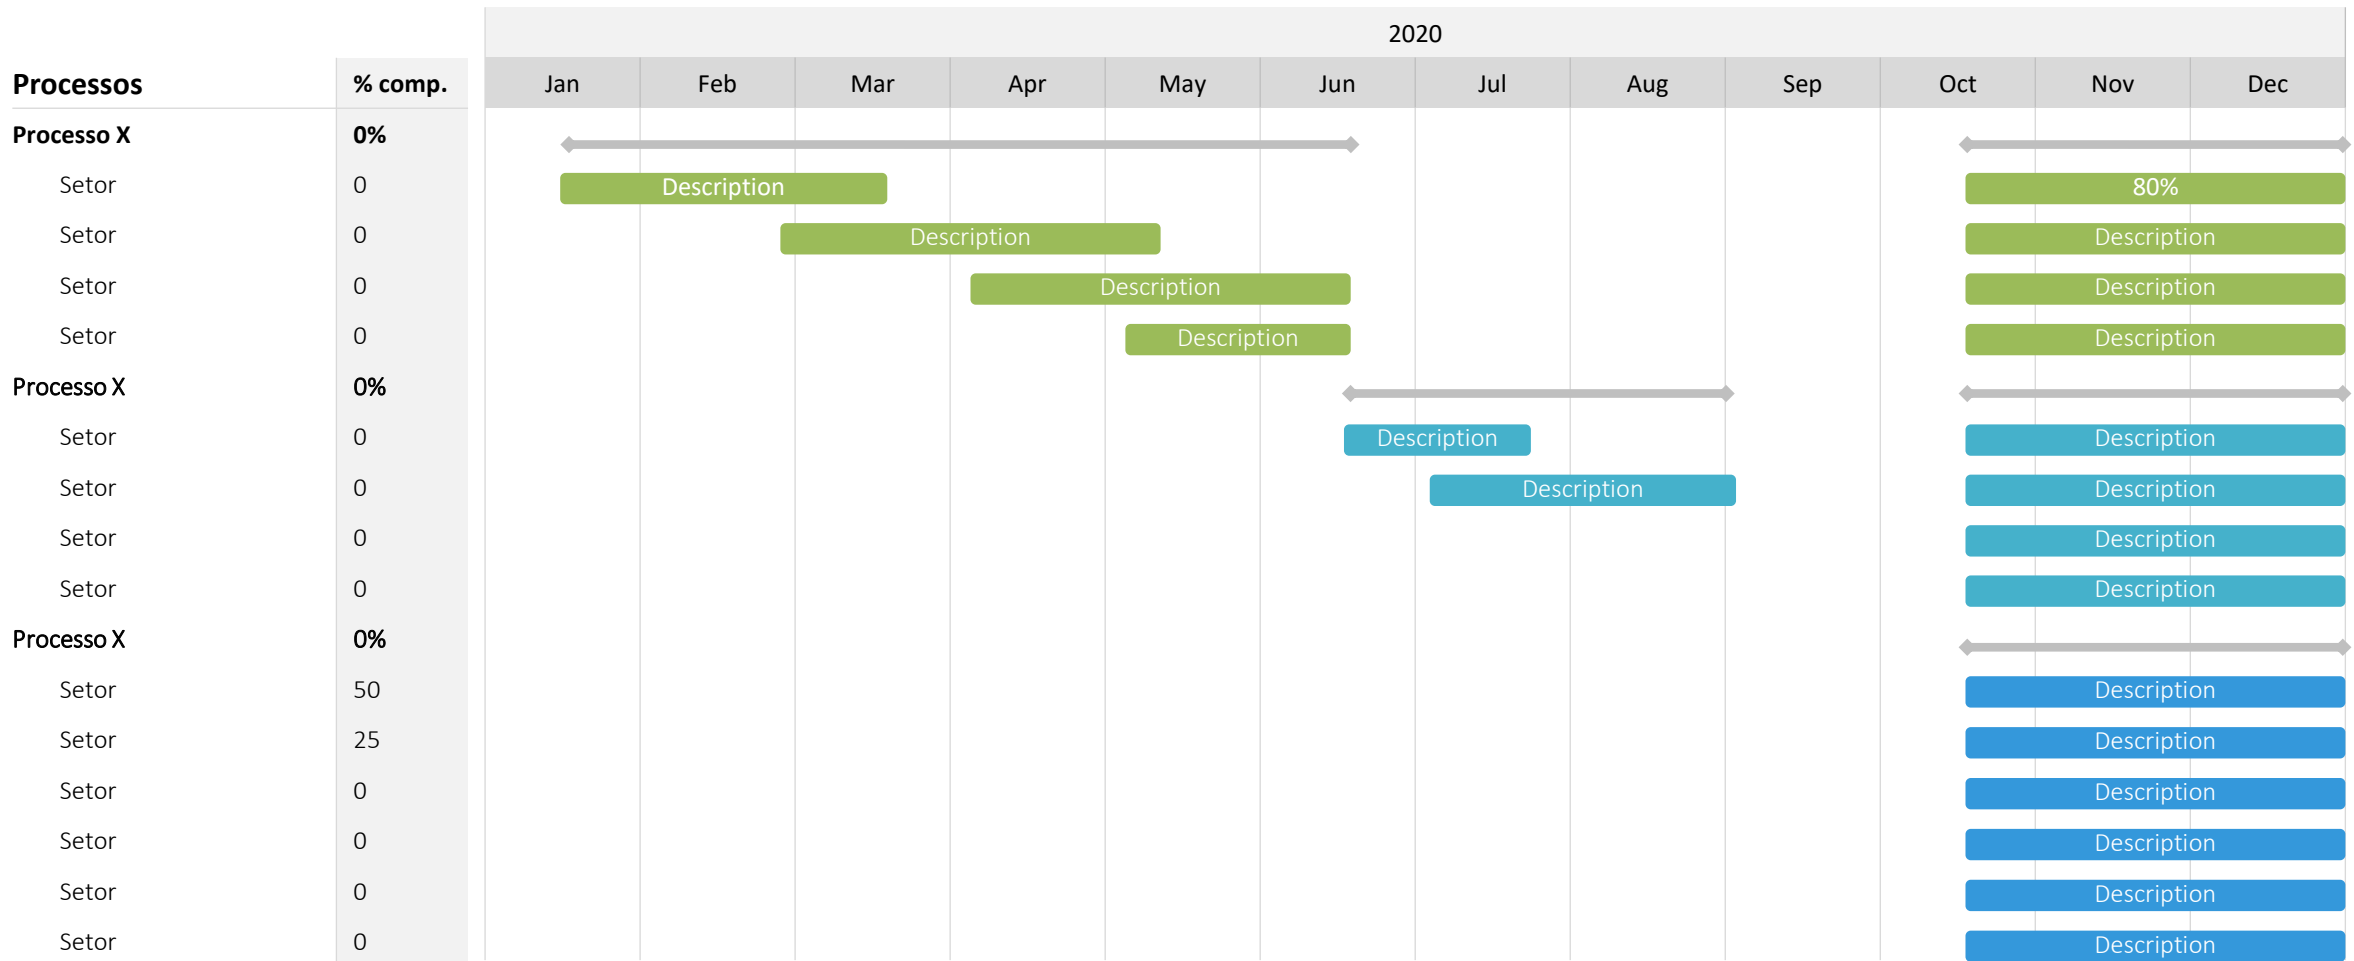 2020
Processos % comp. Jan Feb Mar Apr May Jun Jul Aug Sep Oct Nov Dec
Processo X 0%
Setor 0 Description 80%
Setor 0 Description Description
Setor 0 Description Description
Setor 0 Description Description
Processo X 0%
Setor 0 Description Description
Setor 0 Description Description
Setor 0 Description
Setor 0 Description
Processo X 0%
Setor 50 Description
Setor 25 Description
Setor 0 Description
Setor 0 Description
Setor 0 Description
Setor 0 Description